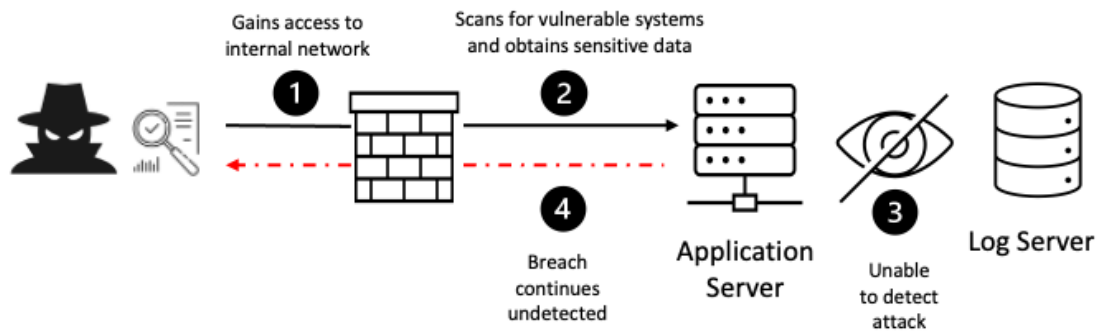 Gains access to
internal network
1
Scans for vulnerable systems
and obtains sensitive data
2
4
Breach
continues
undetected
Application
Server
3
Unable
to detect
attack
Log Server